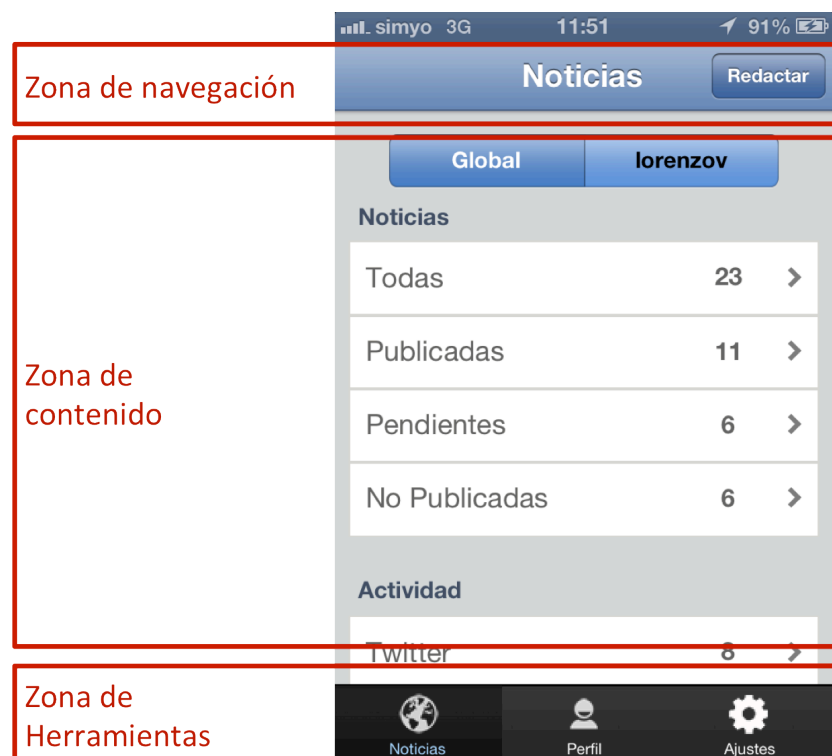 simyo 3G 11:51 91%
Zona de navegación
Noticias Redactar
Global lorenzov
Noticias
Todas 23
Publicadas 11
Zona de
contenido
Pendientes 6
No Publicadas 6
Actividad
Twitter 8
Zona de
Herramientas
Noticias Perfil Ajustes